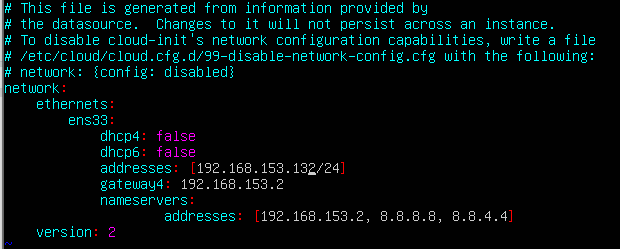 # This file is generated from information provided by
# the datasource.  Changes to it will not persist across an instance.
# To disable cloud-init's network configuration capabilities, write a file
# /etc/cloud/cloud.cfg.d/99-disable-network-config.cfg with the following:
# network: {config: disabled}
network:
    ethernets:
        ens33:
            dhcp4: false
            dhcp6: false
            addresses: [192.168.153.132/24]
            gateway4: 192.168.153.2
            nameservers:
                    addresses: [192.168.153.2, 8.8.8.8, 8.8.4.4]
    version: 2
~